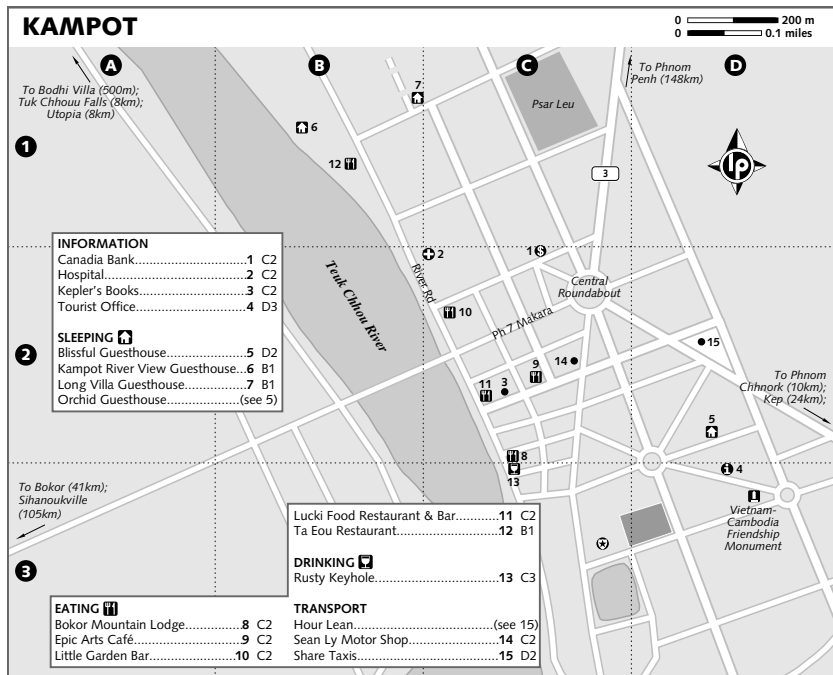 KAMPOT
0 200 m
0 0.1 miles
A
B
C
D
To Bodhi Villa (500m);
Tuk Chhouu Falls (8km);
Utopia (8km)
To Phnom
Penh (148km)
7
Psar Leu
6
1
12
3
lp
INFORMATION
Canadia Bank...............................1 C2
Hospital.......................................2 C2
Kepler's Books.............................3 C2
Tourist Office...............................4 D3
SLEEPING
Blissful Guesthouse......................5 D2
Kampot River View Guesthouse...6 B1
Long Villa Guesthouse.................7 B1
Orchid Guesthouse..................(see 5)
2
1
$
River Rd
Teuk Chhou River
Central
Roundabout
10
Ph 7 Makara
2
14
15
9
11
3
To Phnom
Chhnork (10km);
Kep (24km);
5
8
i
4
13
To Bokor (41km);
Sihanoukville
(105km)
Vietnam-
Cambodia
Friendship
Monument
3
Lucki Food Restaurant & Bar.........11 C2
Ta Eou Restaurant......................12 B1
DRINKING
Rusty Keyhole............................13 C3
EATING
Bokor Mountain Lodge................8 C2
Epic Arts Café.............................9 C2
Little Garden Bar.......................10 C2
TRANSPORT
Hour Lean............................(see 15)
Sean Ly Motor Shop...................14 C2
Share Taxis................................15 D2